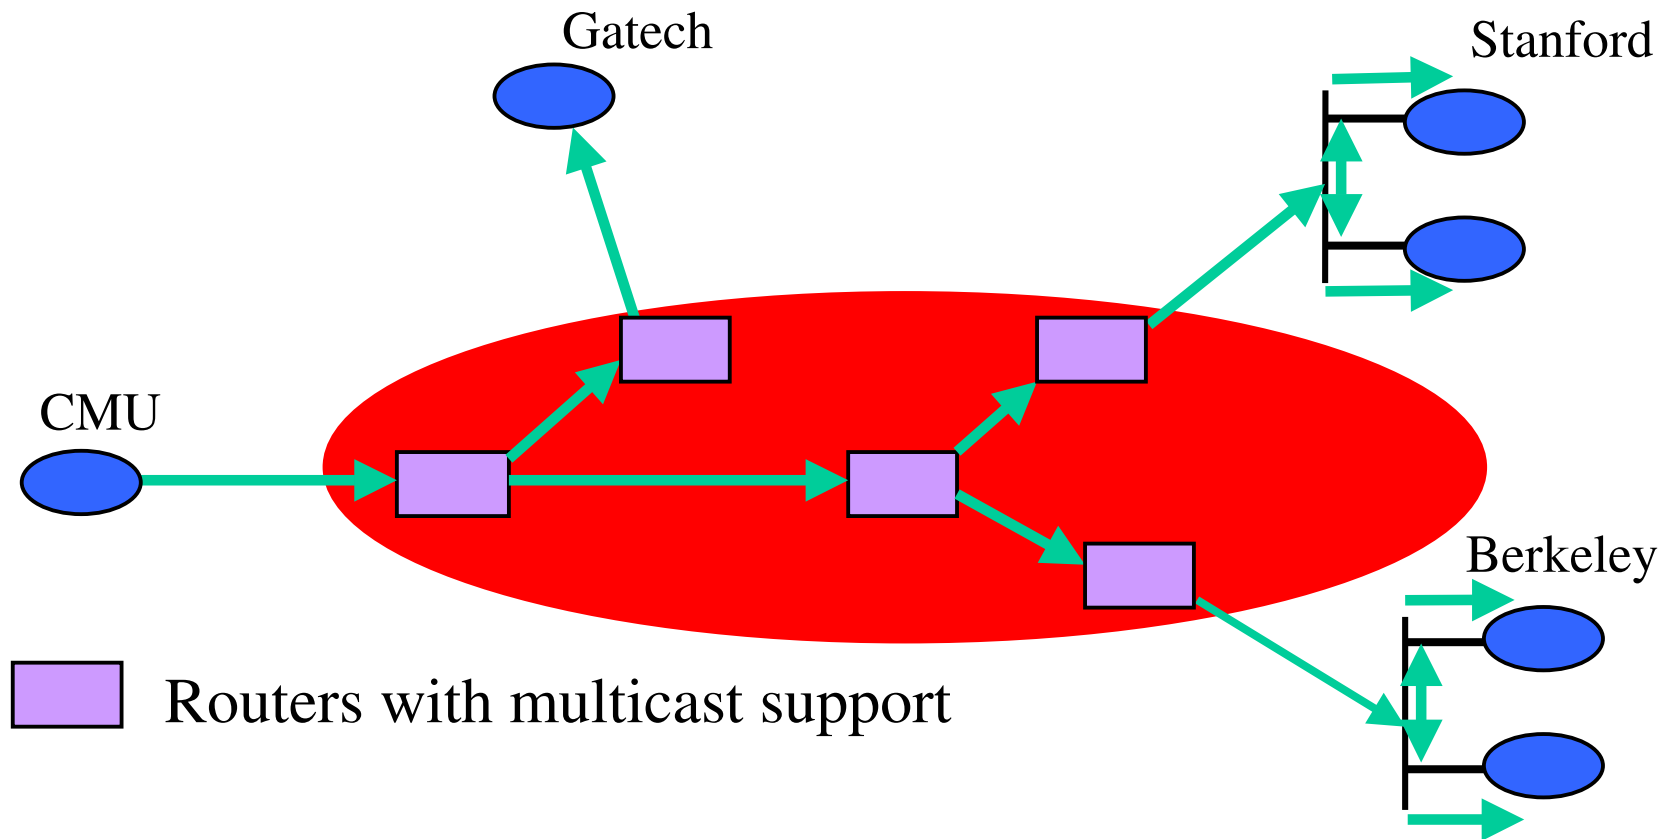 Gatech
Stanford
CMU
Berkeley
Routers with multicast support